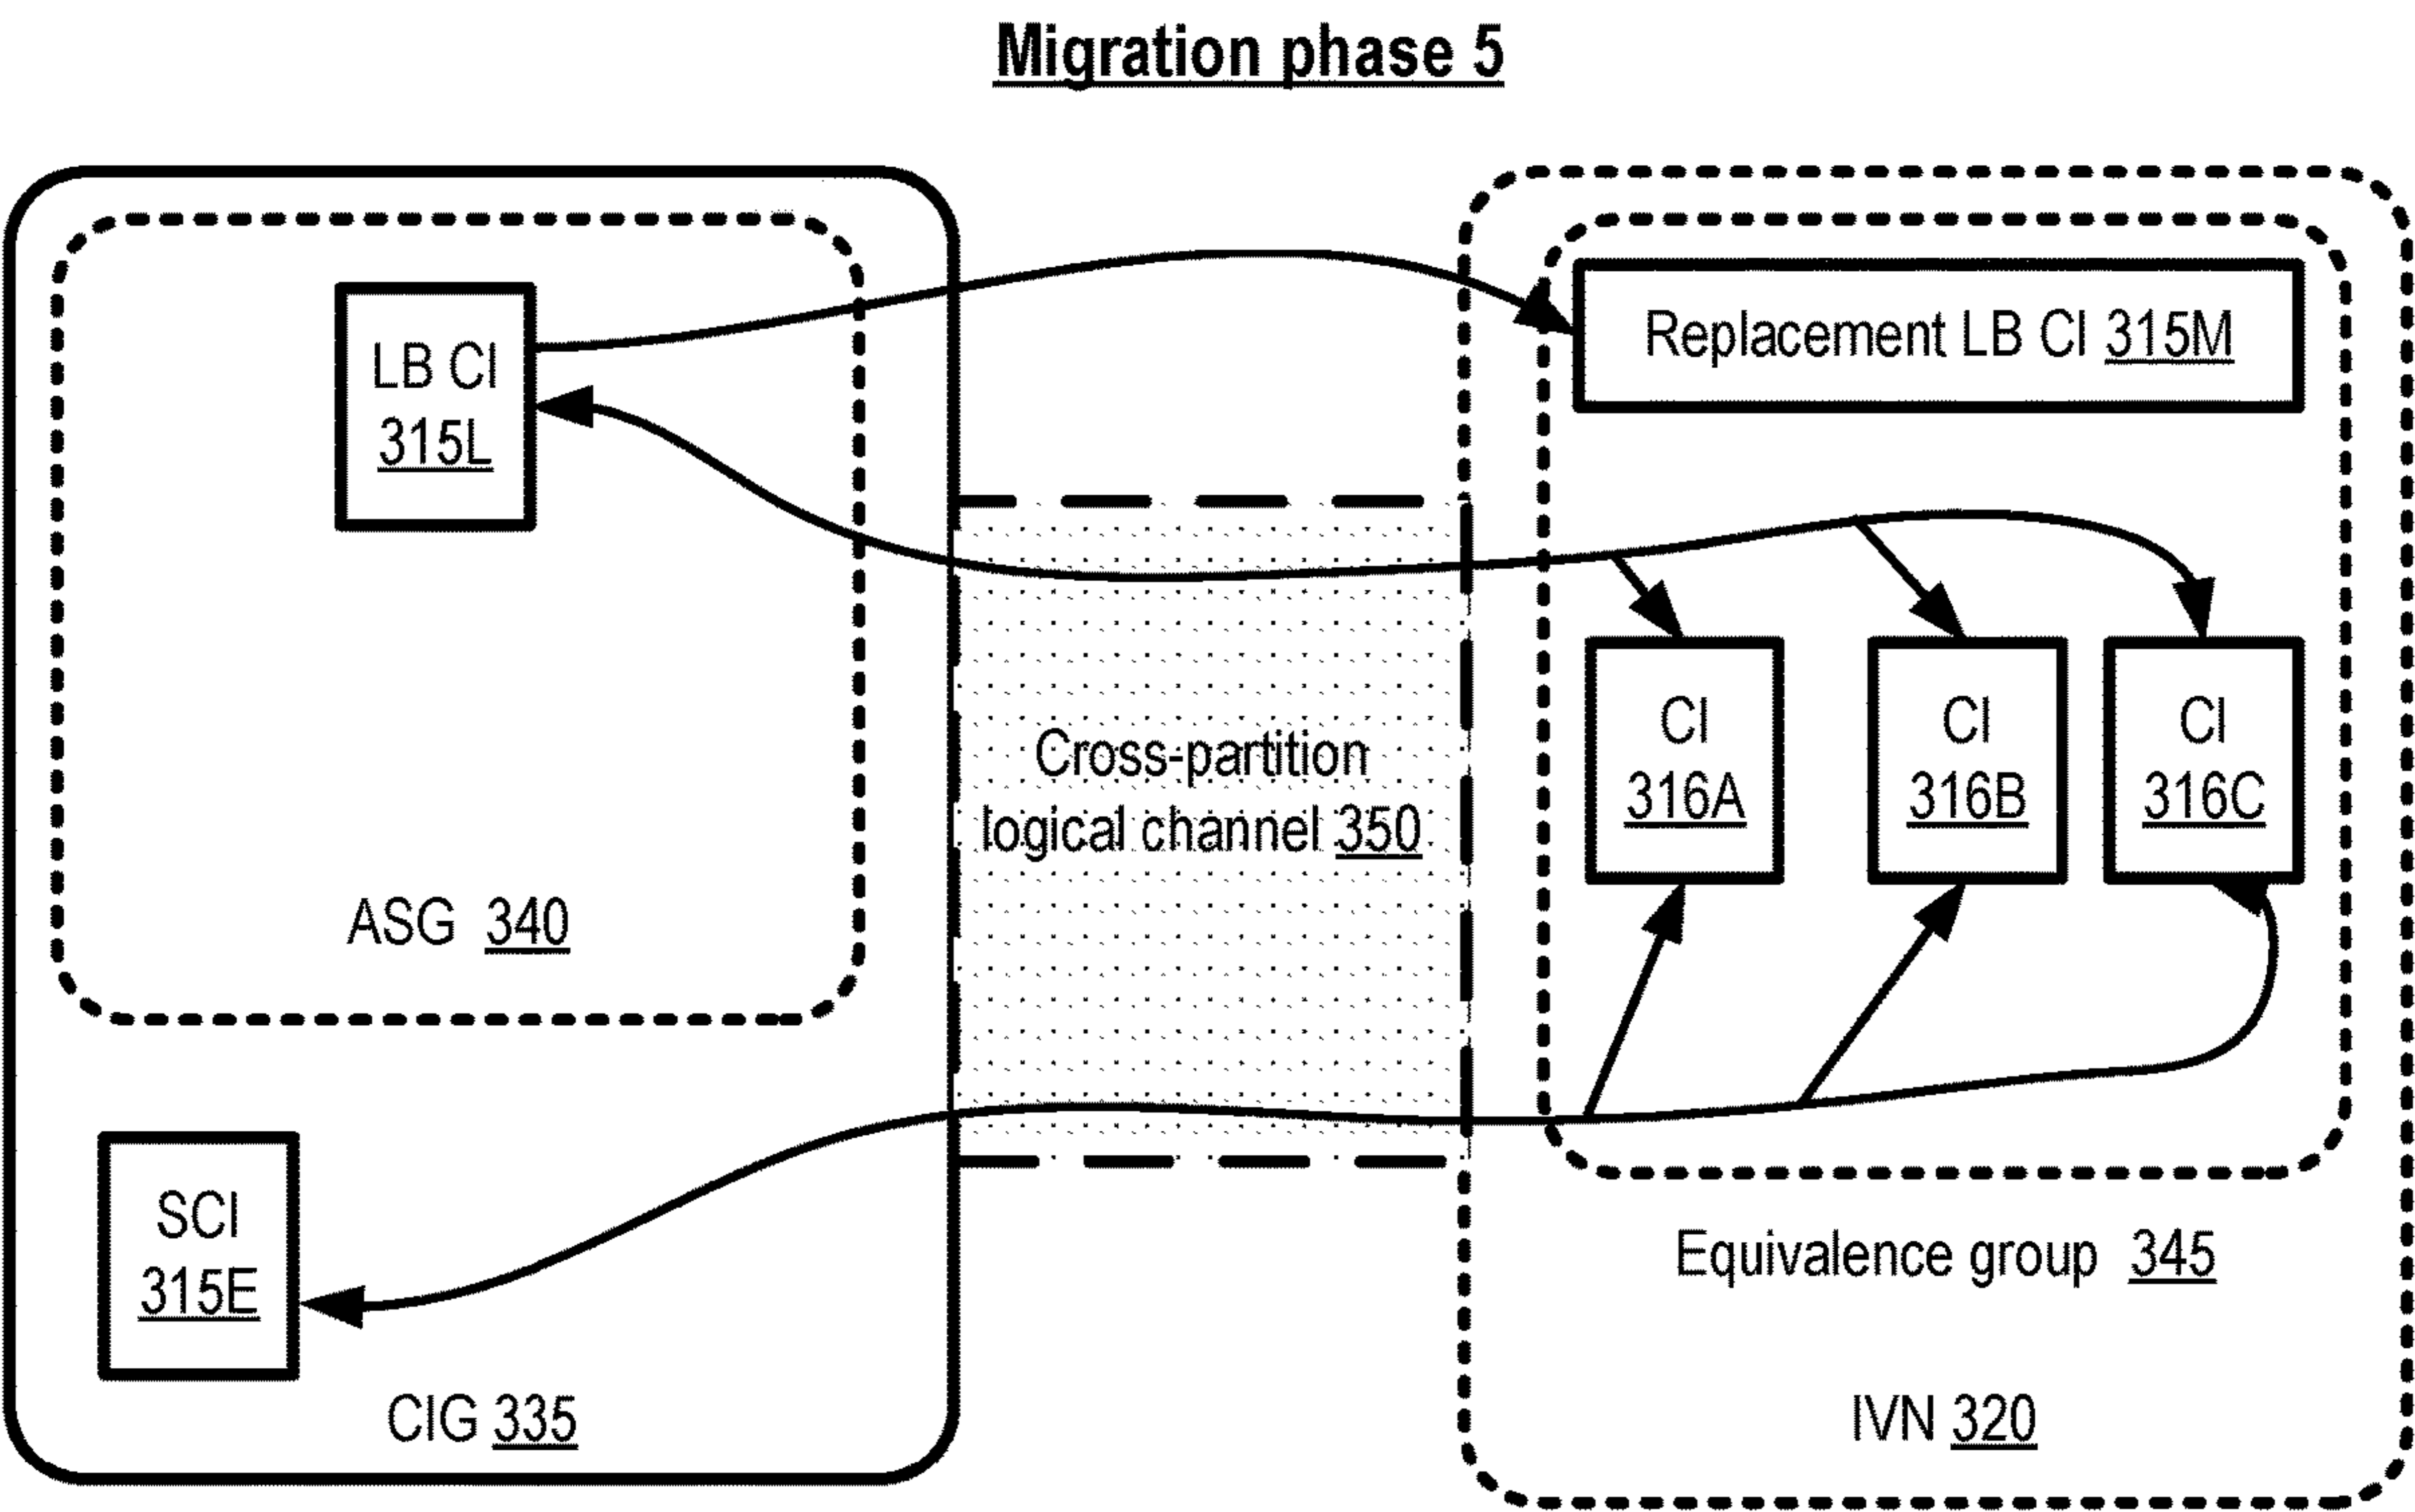 Migration phase 5
LB CI
315L
Replacement LB CI 315M
Cross-partition
logical channel 350
CI
316A
CI
316B
CI
316C
ASG 340
SCI
315E
Equivalence group 345
CIG 335
IVN 320